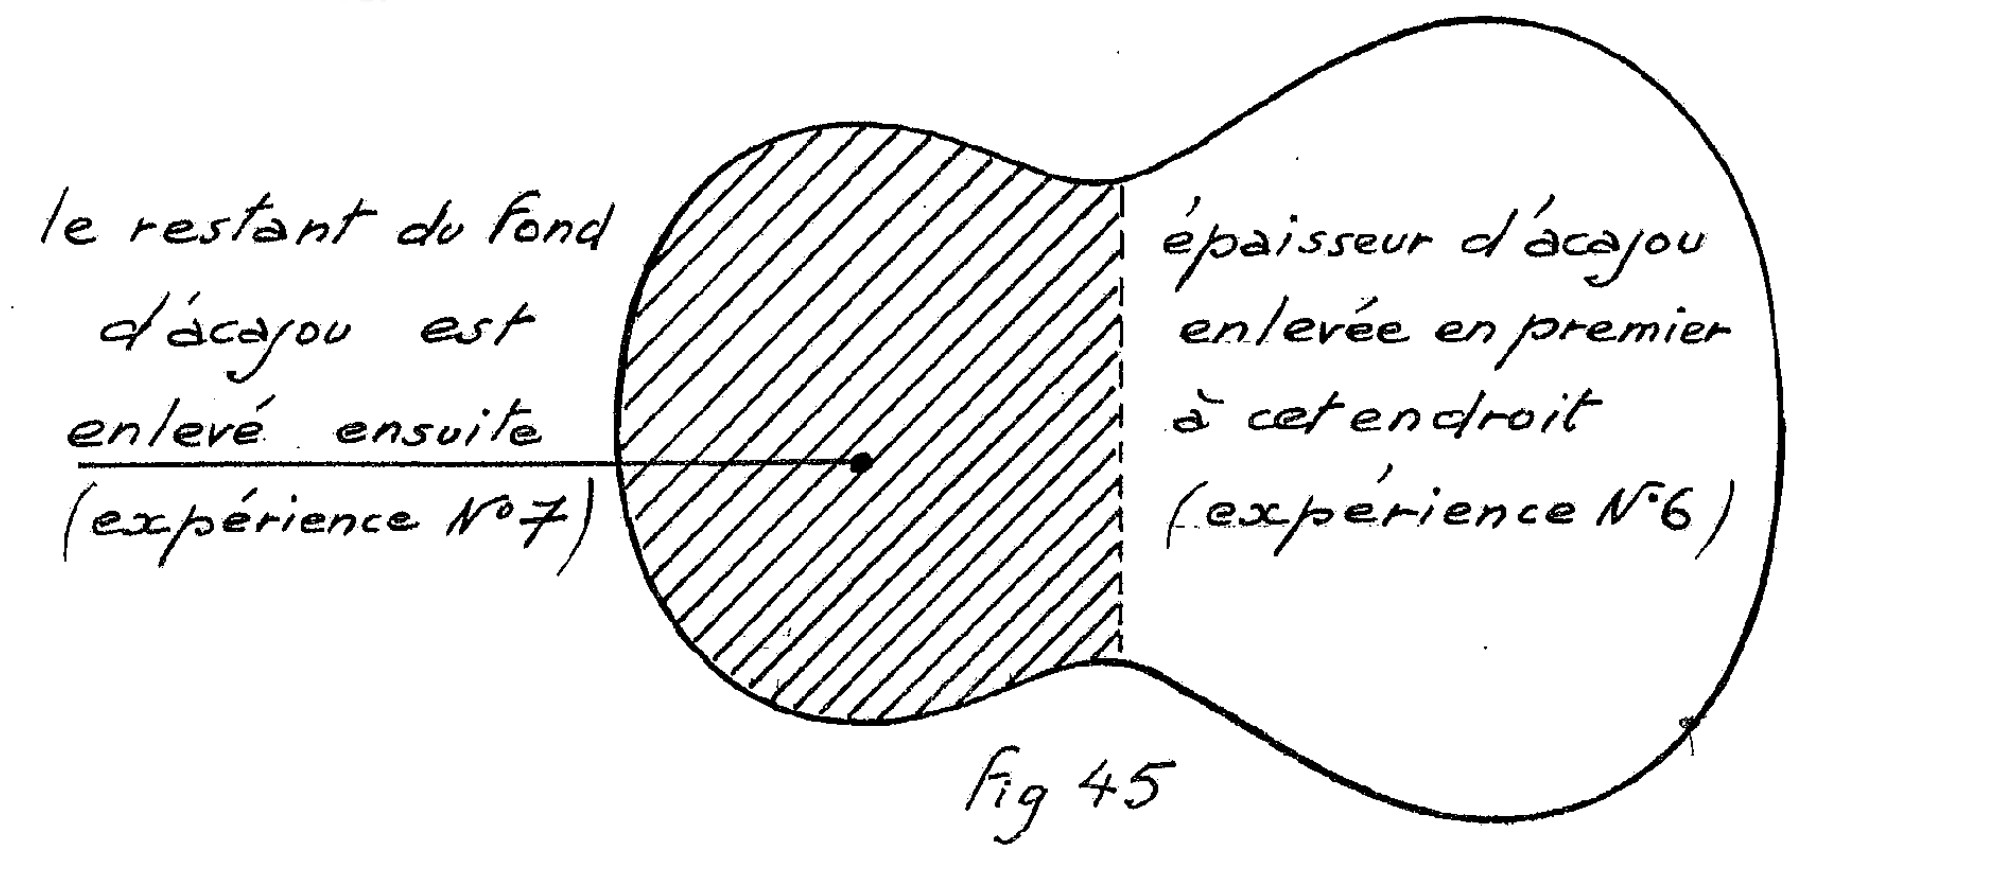 le restant du fond
d'acajou est
enlevé ensuite
(expérience N°7)
épaisseur d'acajou
enlevée en premier
à cet endroit
(expérience N°6)
fig 45